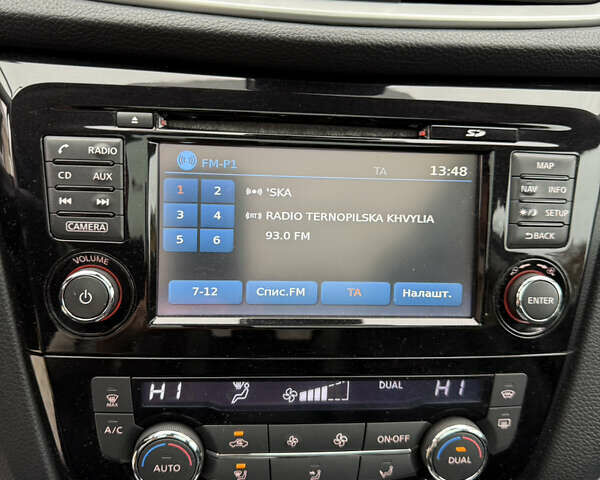 RADIO
CD AUX
CAMERA
VOLUME
SD
FM-P1 TA 13:48
1 2 'SKA
3 4 RT RADIO TERNOPILSKA KHVYLIA
5 6 93.0 FM
7-12 Спис.FM TA Налашт.
MAP
NAV INFO
SETUP
BACK
ENTER
HI DUAL HI
MAX
A/C
AUTO
ON-OFF
DUAL